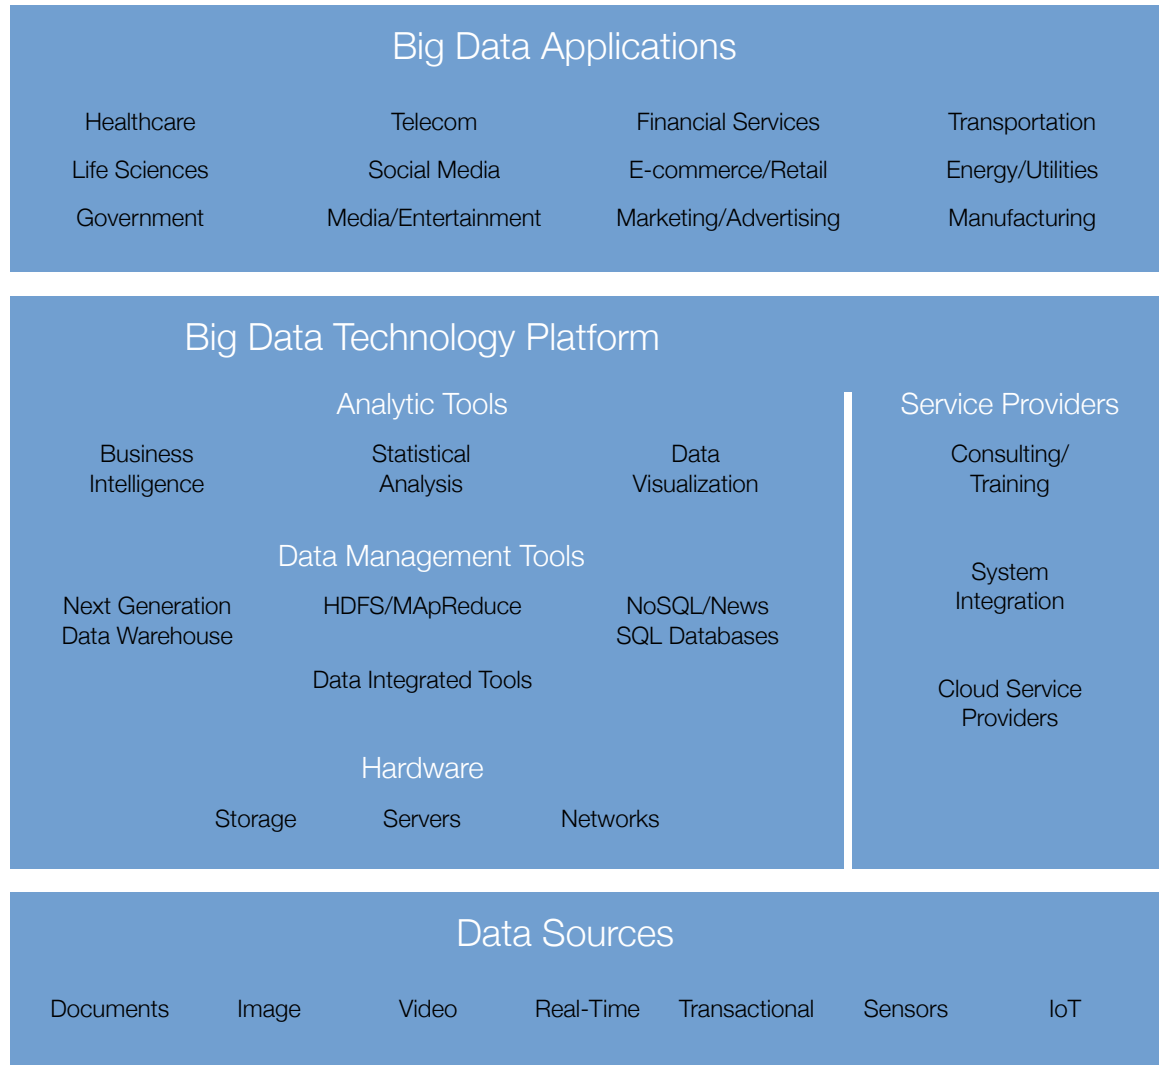 Big Data Applications
Healthcare Telecom Financial Services Transportation
Life Sciences Social Media E-commerce/Retail Energy/Utilities
Government Media/Entertainment Marketing/Advertising Manufacturing
Big Data Technology Platform
Analytic Tools
Business Intelligence
Statistical Analysis
Data Visualization
Data Management Tools
Next Generation Data Warehouse
HDFS/MApReduce
NoSQL/News SQL Databases
Data Integrated Tools
Hardware
Storage Servers Networks
Service Providers
Consulting/
Training
System
Integration
Cloud Service
Providers
Data Sources
Documents Image Video Real-Time Transactional Sensors IoT